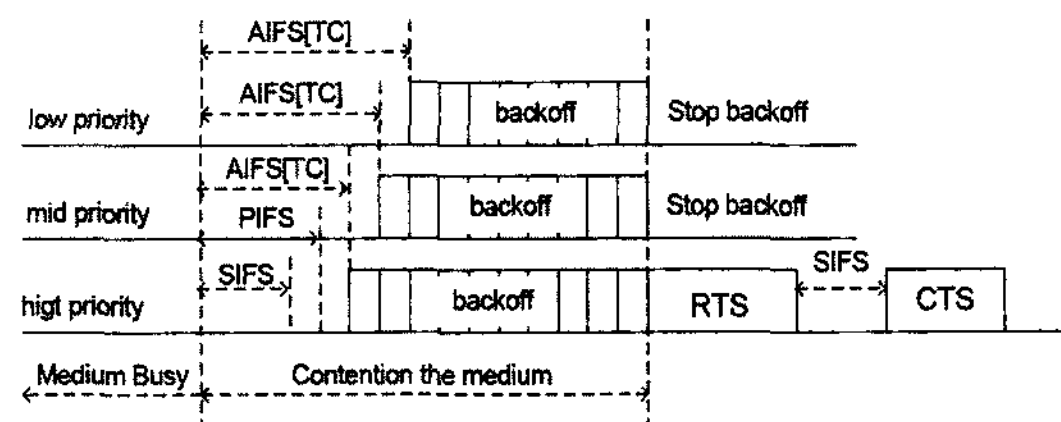 AIFS[TC]
AIFS[TC]
low priority
backoff
Stop backoff
AIFS[TC]
mid priority
PIFS
backoff
Stop backoff
SIFS
higt priority
backoff
RTS
SIFS
CTS
Medium Busy
Contention the medium